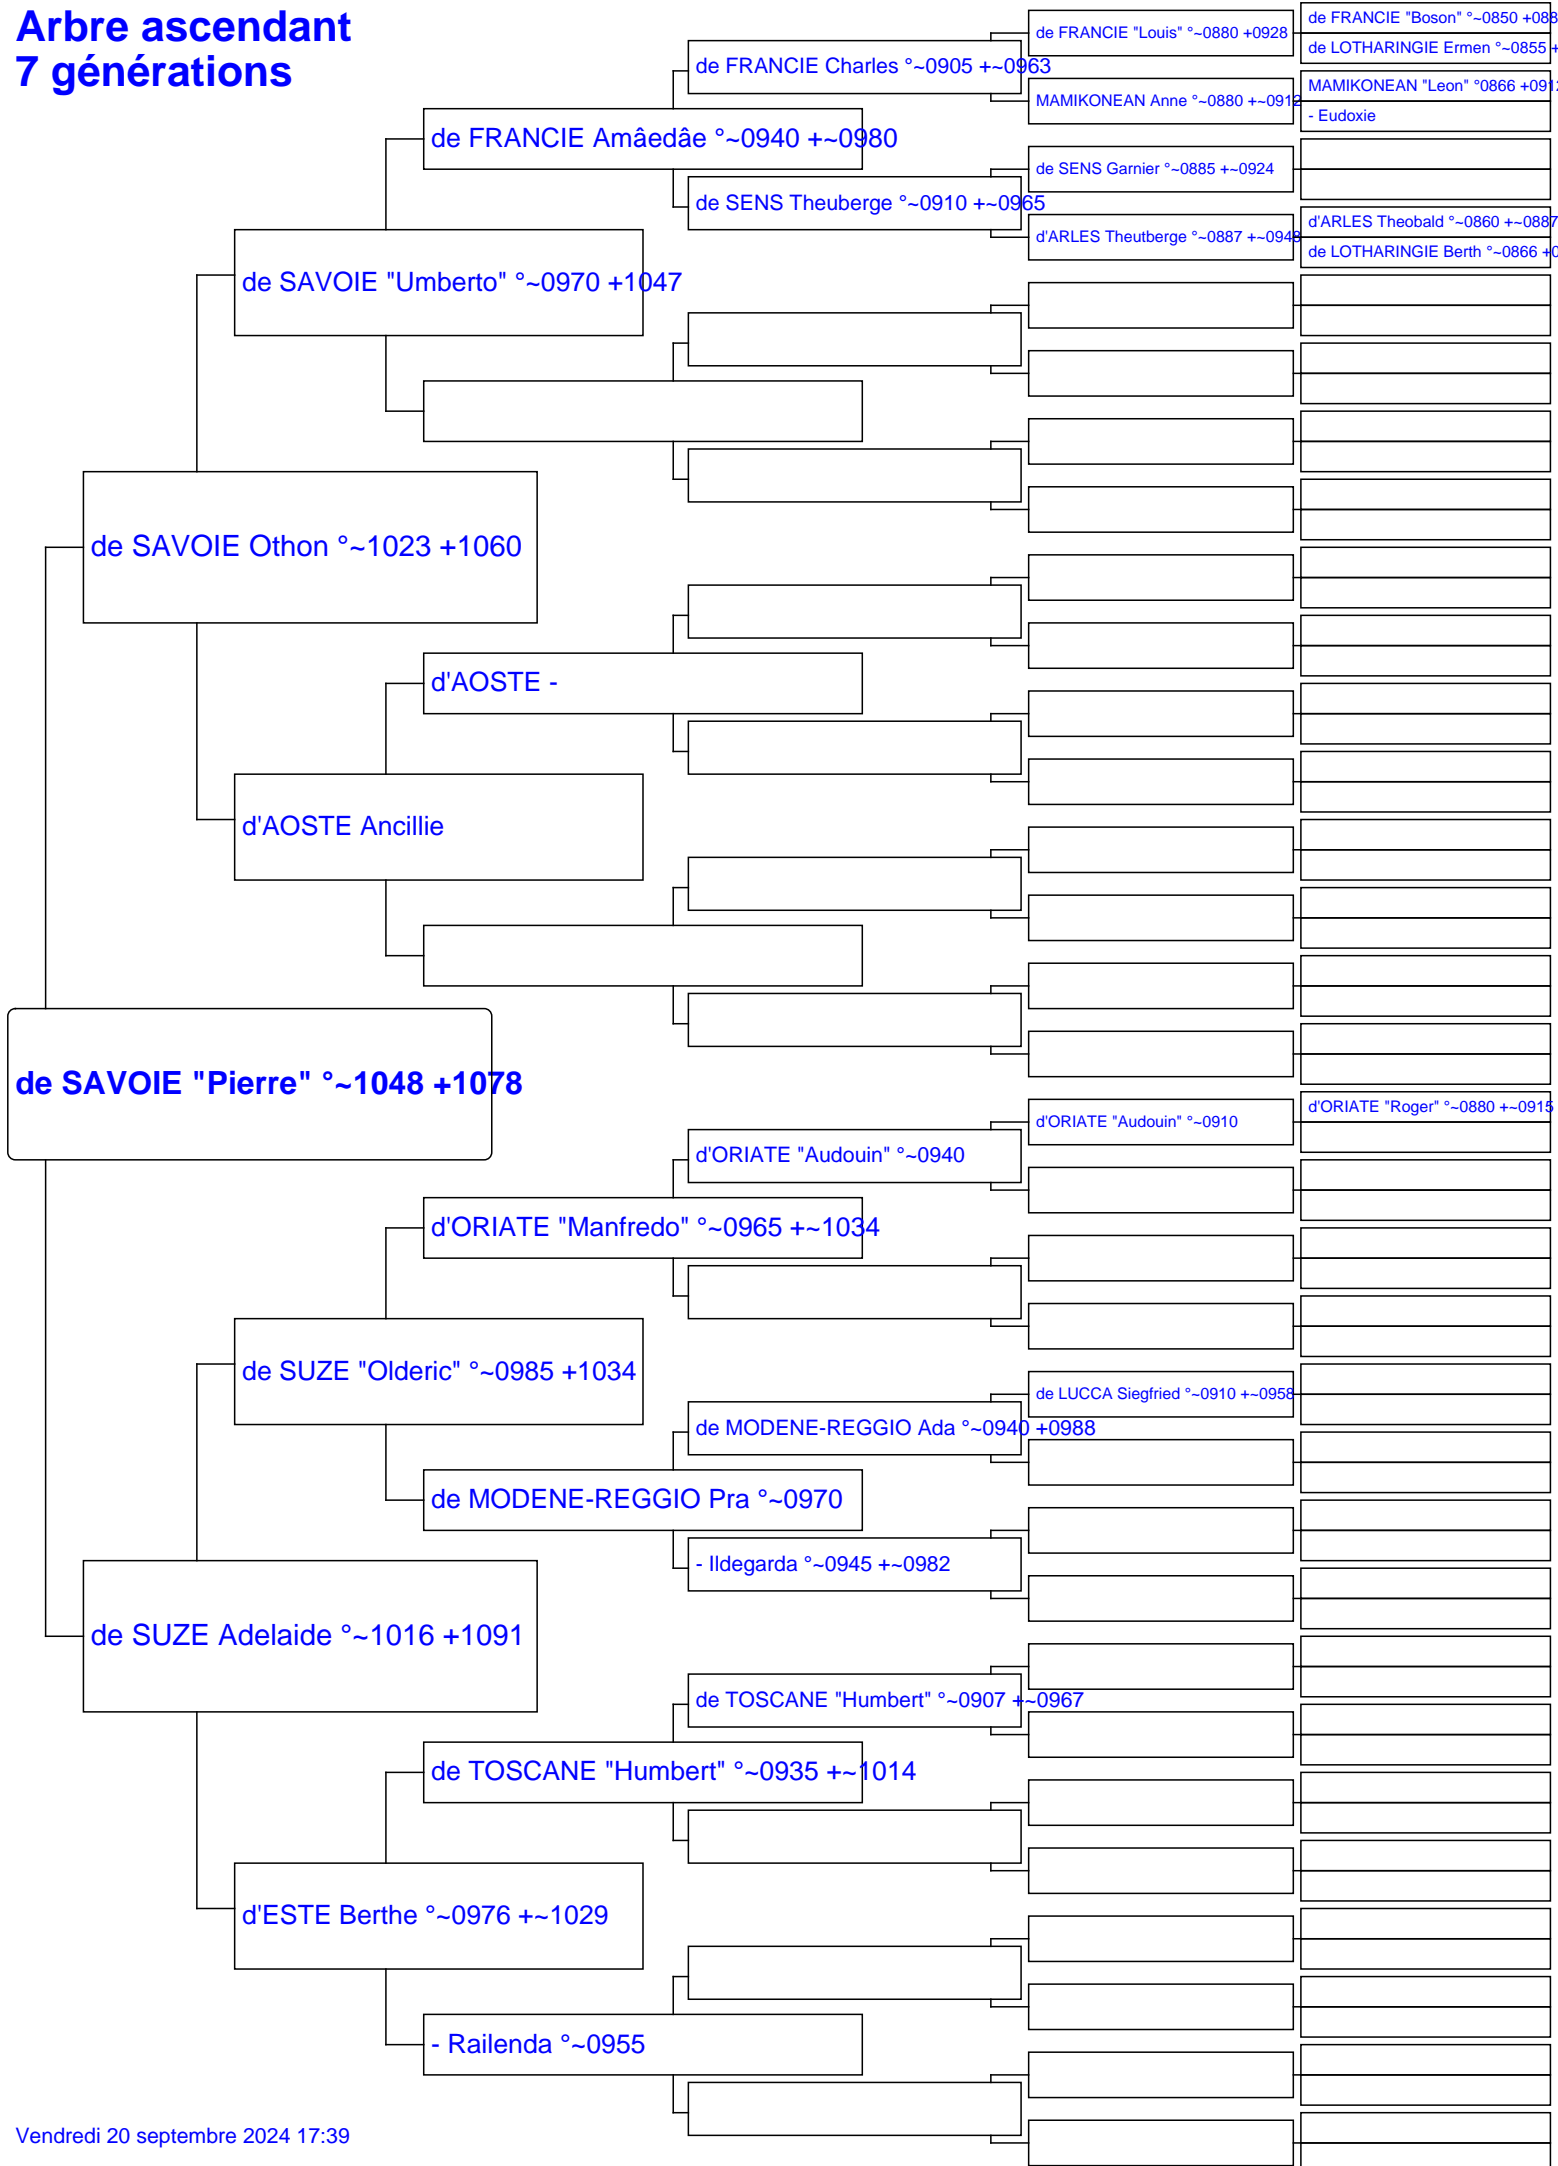 Arbre ascendant
7 générations
de FRANCIE "Boson" °~0850 +088
de FRANCIE "Louis" °~0880 +0928
de LOTHARINGIE Ermen °~0855 +
de FRANCIE Charles °~0905 +~0963
MAMIKONEAN "Leon" °0866 +0912
MAMIKONEAN Anne °~0880 +~0912
- Eudoxie
de FRANCIE Amâedâe °~0940 +~0980
de SENS Garnier °~0885 +~0924
de SENS Theuberge °~0910 +~0965
d'ARLES Theobald °~0860 +~0887
d'ARLES Theutberge °~0887 +~0948
de LOTHARINGIE Berth °~0866 +0
de SAVOIE "Umberto" °~0970 +1047
de SAVOIE Othon °~1023 +1060
d'AOSTE -
d'AOSTE Ancillie
de SAVOIE "Pierre" °~1048 +1078
d'ORIATE "Roger" °~0880 +~0915
d'ORIATE "Audouin" °~0910
d'ORIATE "Audouin" °~0940
d'ORIATE "Manfredo" °~0965 +~1034
de SUZE "Olderic" °~0985 +1034
de LUCCA Siegfried °~0910 +~0958
de MODENE-REGGIO Ada °~0940 +0988
de MODENE-REGGIO Pra °~0970
- Ildegarda °~0945 +~0982
de SUZE Adelaide °~1016 +1091
de TOSCANE "Humbert" °~0907 +~0967
de TOSCANE "Humbert" °~0935 +~1014
d'ESTE Berthe °~0976 +~1029
- Railenda °~0955
Vendredi 20 septembre 2024 17:39